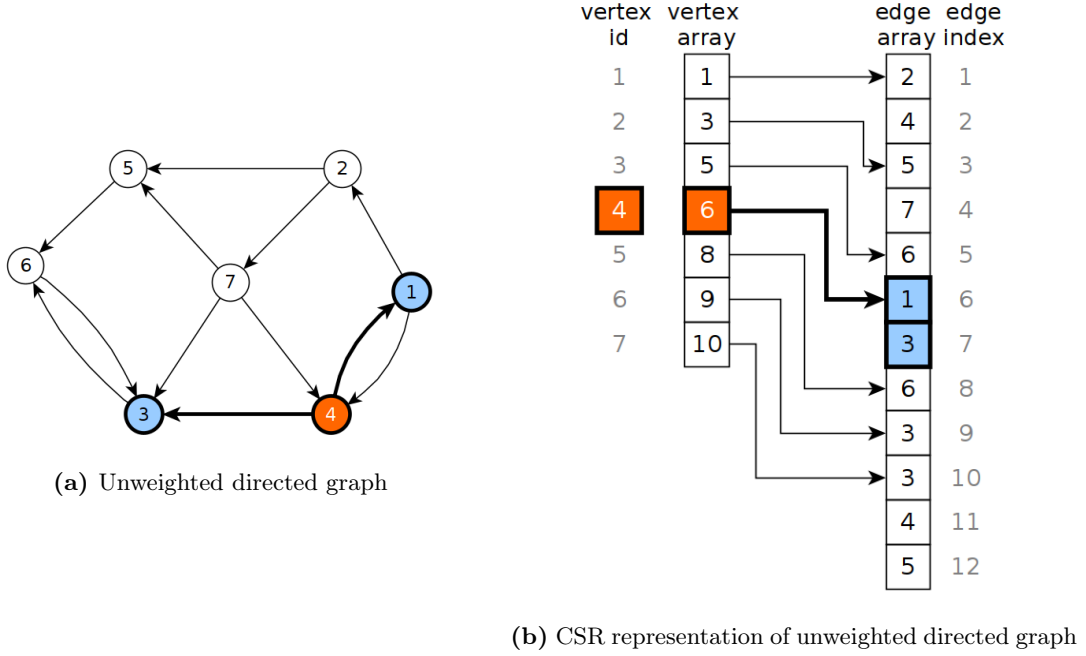 5
2
6
7
1
3
4
(a) Unweighted directed graph
vertex id
vertex array
edge array
edge index
1 1 2 1
2 3 4 2
3 5 5 3
4 6 7 4
5 8 6 5
6 9 1 6
7 10 3 7
6 8
3 9
3 10
4 11
5 12
(b) CSR representation of unweighted directed graph